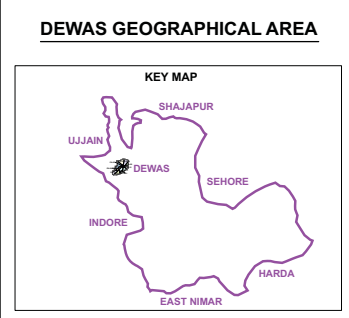 DEWAS GEOGRAPHICAL AREA
KEY MAP
SHAJAPUR
UJJAIN
DEWAS
SEHORE
INDORE
HARDA
EAST NIMAR